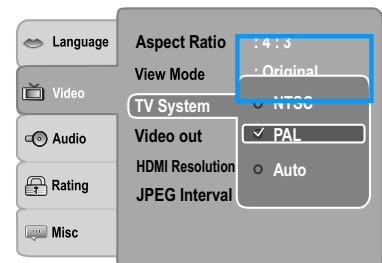 Language
Video
Audio
Rating
Misc
Aspect Ratio : 4 : 3
View Mode : Original
TV System
Video out
HDMI Resolution
JPEG Interval
NTSC
PAL
Auto